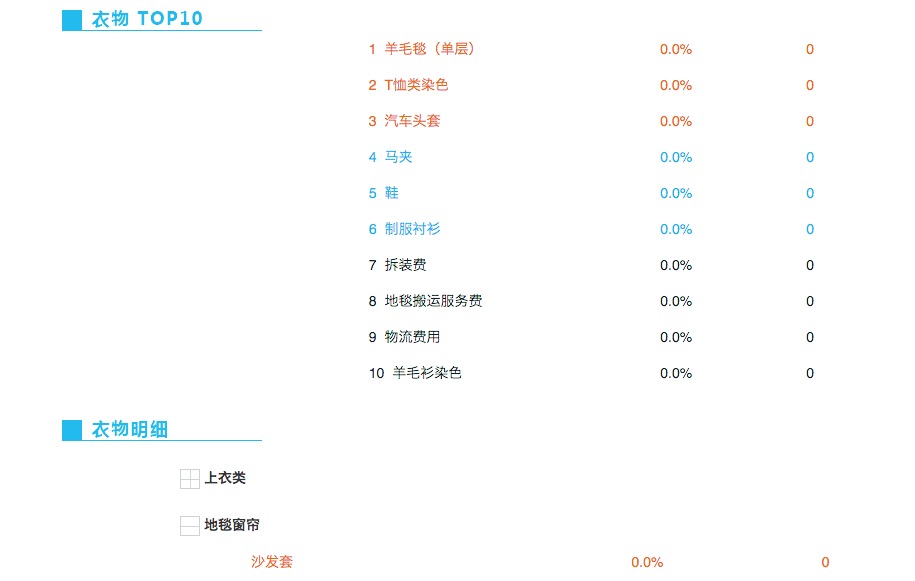 衣物 TOP10
1 羊毛毯（单层） 0.0% 0
2 T恤类染色 0.0% 0
3 汽车头套 0.0% 0
4 马夹 0.0% 0
5 鞋 0.0% 0
6 制服衬衫 0.0% 0
7 拆装费 0.0% 0
8 地毯搬运服务费 0.0% 0
9 物流费用 0.0% 0
10 羊毛衫染色 0.0% 0
衣物明细
上衣类
地毯窗帘
沙发套 0.0% 0